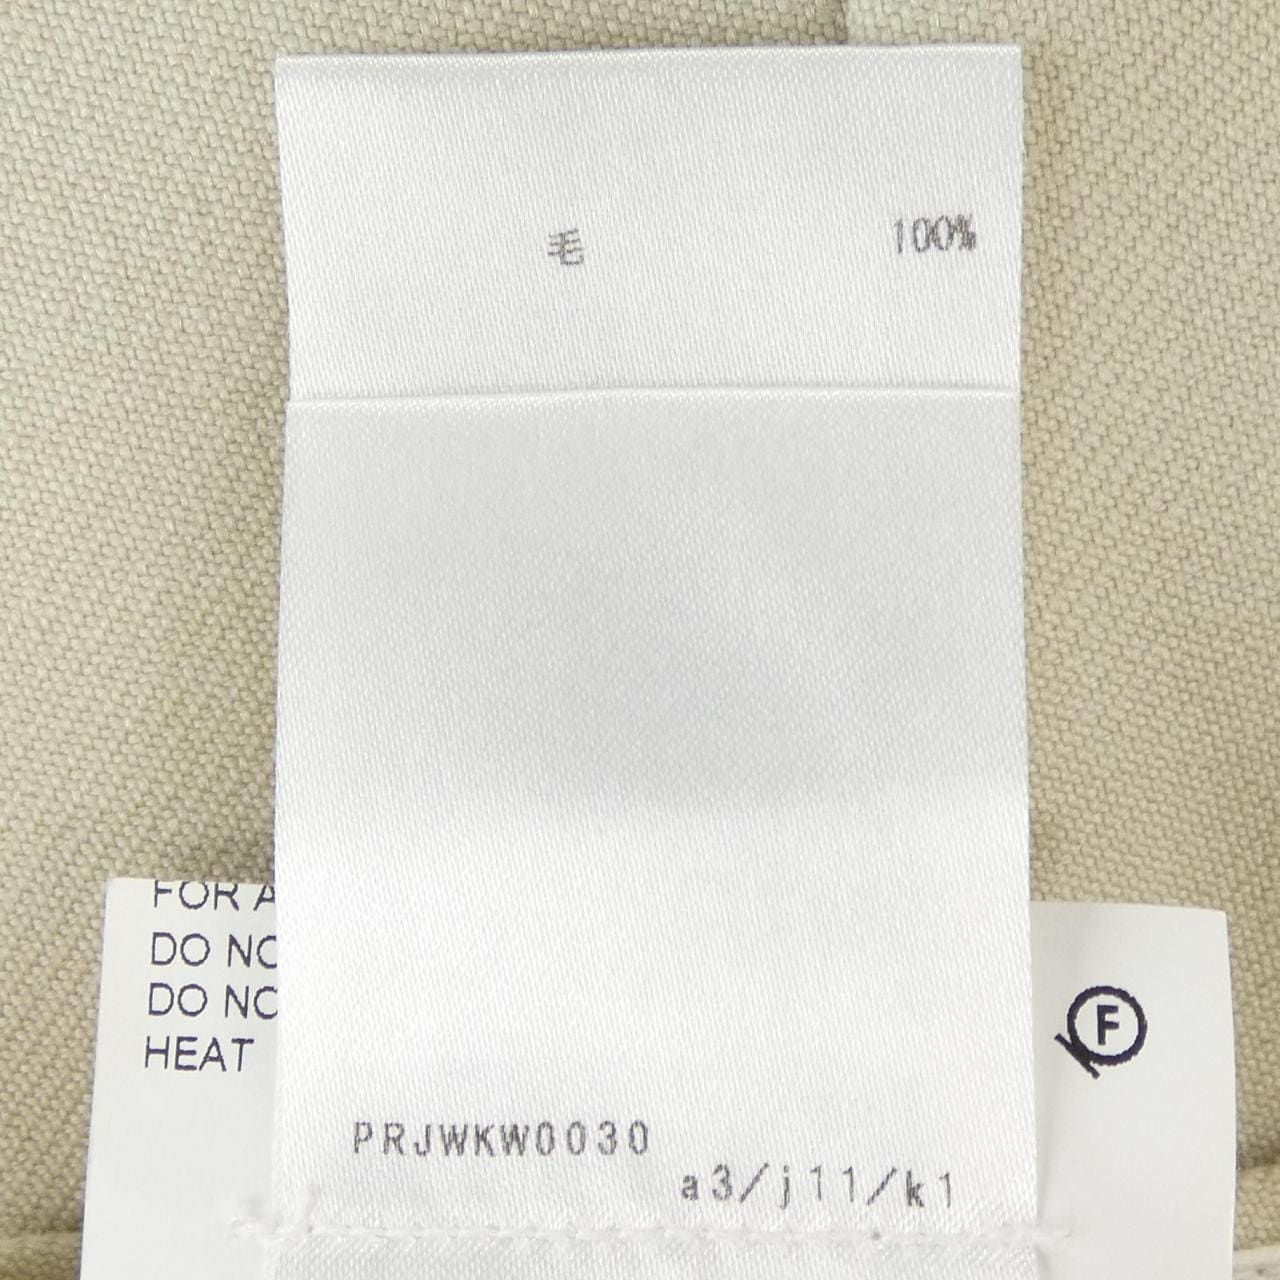 毛 100%
FOR A
DO NO
DO NO
HEAT
F
PRJWKW0030
a3/j11/k1